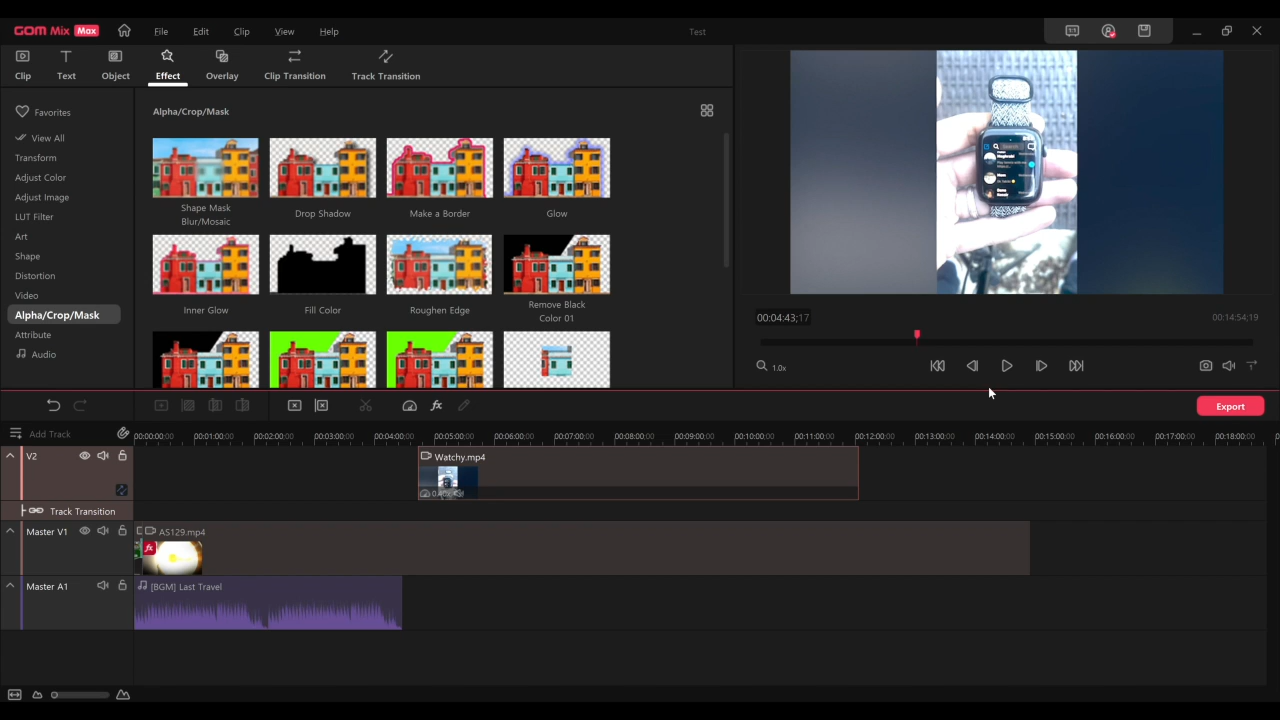 GOM Mix Max
File Edit Clip View Help
Test
Clip Text Object Effect Overlay Clip Transition Track Transition
Favorites
View All
Transform
Adjust Color
Adjust Image
LUT Filter
Art
Shape
Distortion
Video
Alpha/Crop/Mask
Attribute
Audio
Alpha/Crop/Mask
Shape Mask
Blur/Mosaic
Drop Shadow
Make a Border
Glow
Inner Glow
Fill Color
Roughen Edge
Remove Black
Color 01
00:04:43;17
00:14:54;19
1.0x
fx
Export
Add Track
00:00:00;00 00:01:00;00 00:02:00;00 00:03:00;00 00:04:00;00 00:05:00;00 00:06:00;00 00:07:00;00 00:08:00;00 00:09:00;00 00:10:00;00 00:11:00;00 00:12:00;00 00:13:00;00 00:14:00;00 00:15:00;00 00:16:00;00 00:17:00;00 00:18:00;00
V2
Watchy.mp4
Track Transition
Master V1
AS129.mp4
fx
Master A1
[BGM] Last Travel